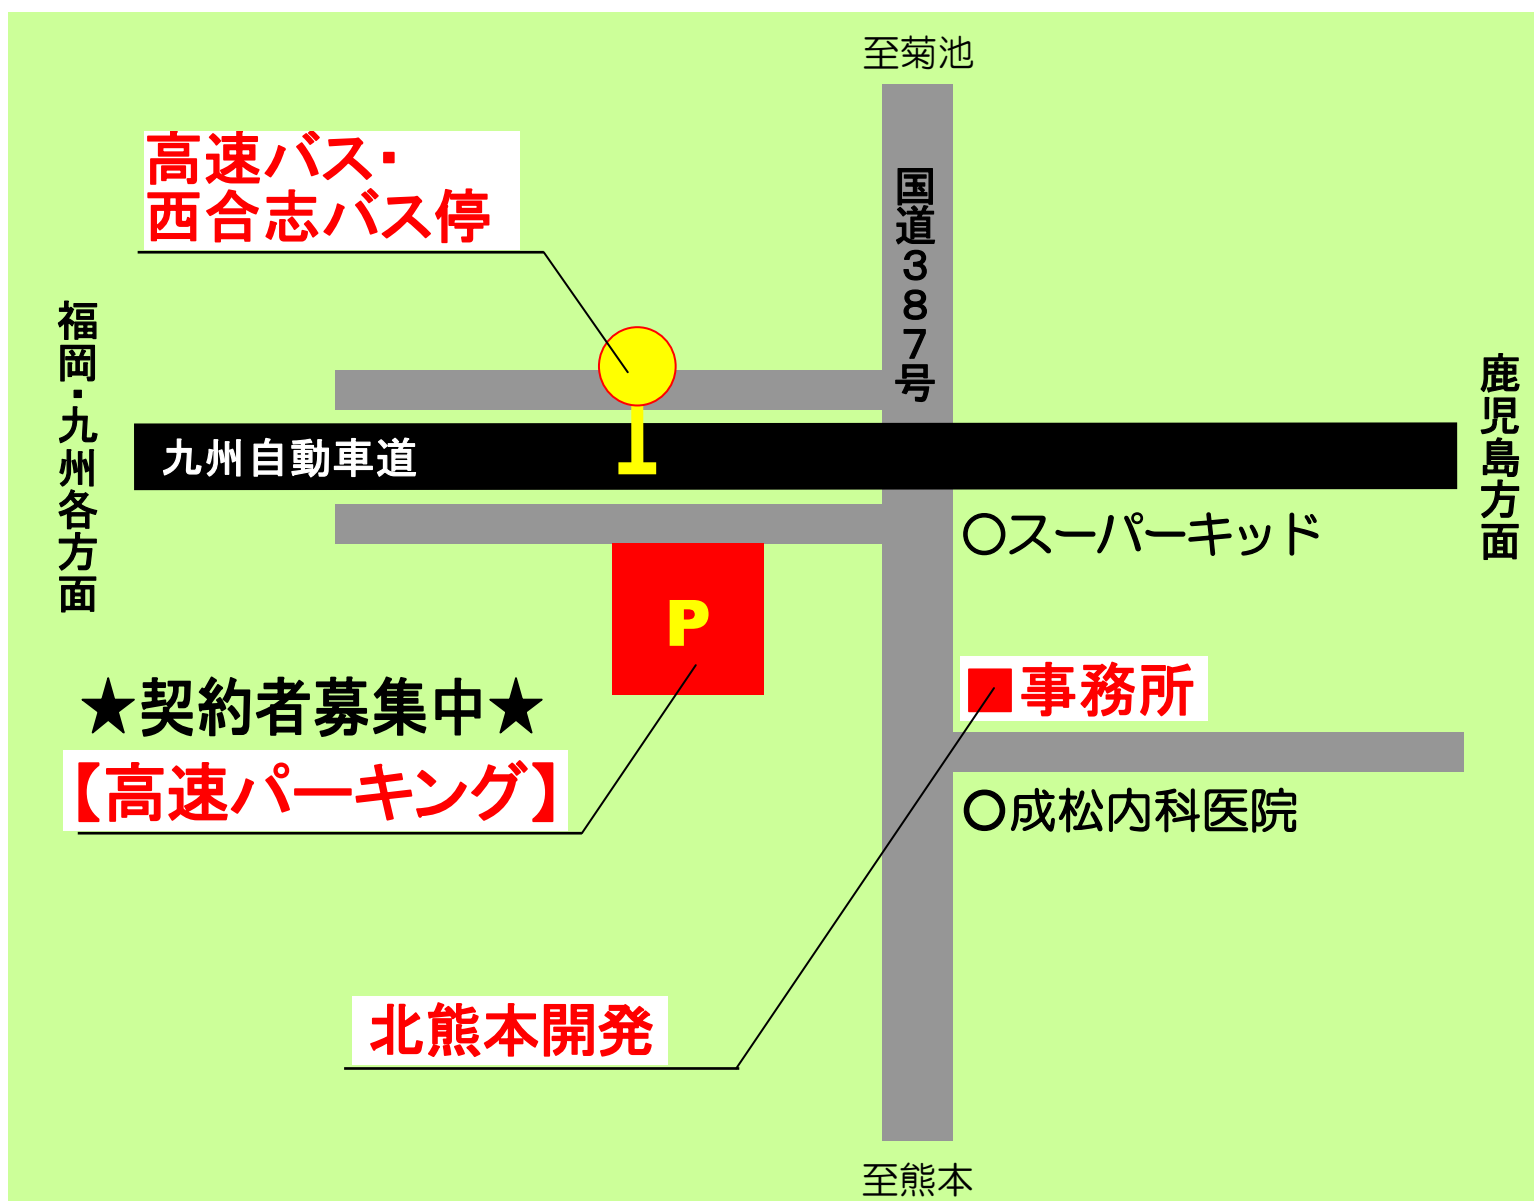 至菊池
高速バス・
西合志バス停
国道387号
福岡・九州各方面
鹿児島方面
九州自動車道
○スーパーキッド
P
■事務所
★契約者募集中★
【高速パーキング】
○成松内科医院
北熊本開発
至熊本